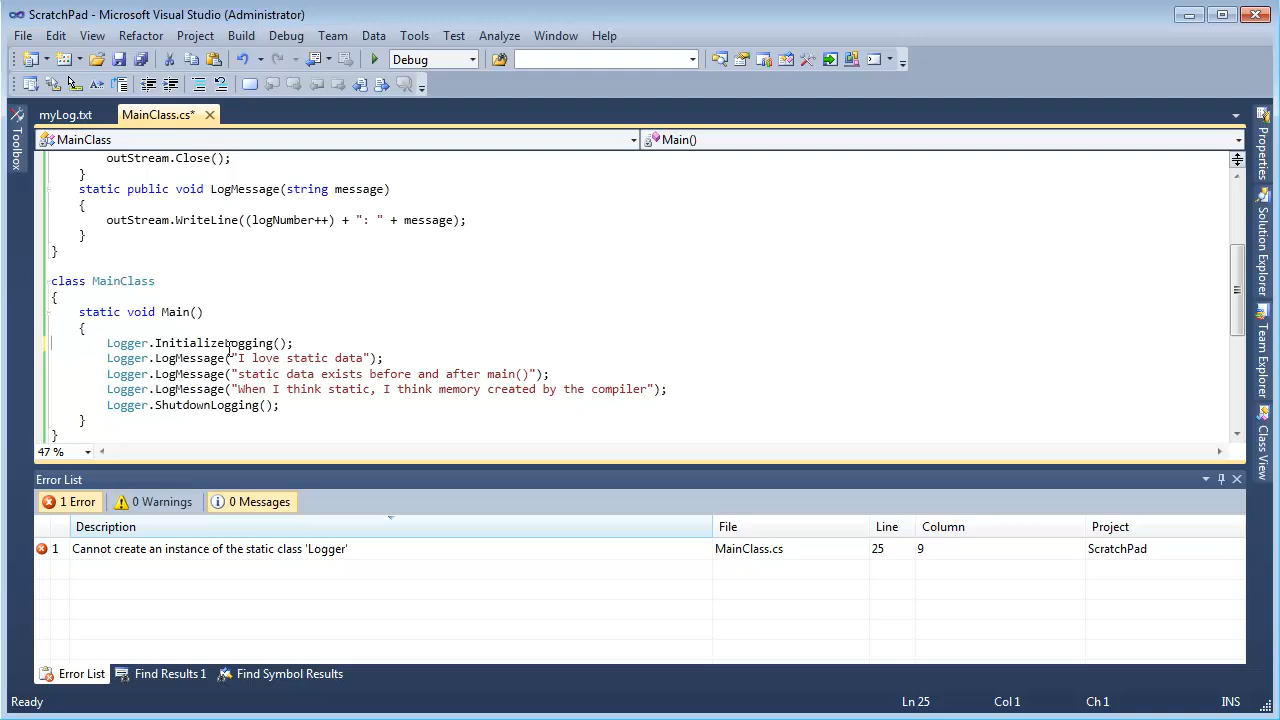 ScratchPad - Microsoft Visual Studio (Administrator)
File Edit View Refactor Project Build Debug Team Data Tools Test Analyze Window Help
Debug
myLog.txt MainClass.cs*
MainClass Main()
outStream.Close();
}
static public void LogMessage(string message)
{
outStream.WriteLine((logNumber++) + ": " + message);
}
}
class MainClass
{
static void Main()
{
Logger.InitializeLogging();
Logger.LogMessage("I love static data");
Logger.LogMessage("static data exists before and after main()");
Logger.LogMessage("When I think static, I think memory created by the compiler");
Logger.ShutdownLogging();
}
}
47 %
Error List
1 Error 0 Warnings 0 Messages
Description File Line Column Project
1 Cannot create an instance of the static class 'Logger' MainClass.cs 25 9 ScratchPad
Error List Find Results 1 Find Symbol Results
Ready Ln 25 Col 1 Ch 1 INS
Toolbox
Properties
Solution Explorer
Team Explorer
Class View